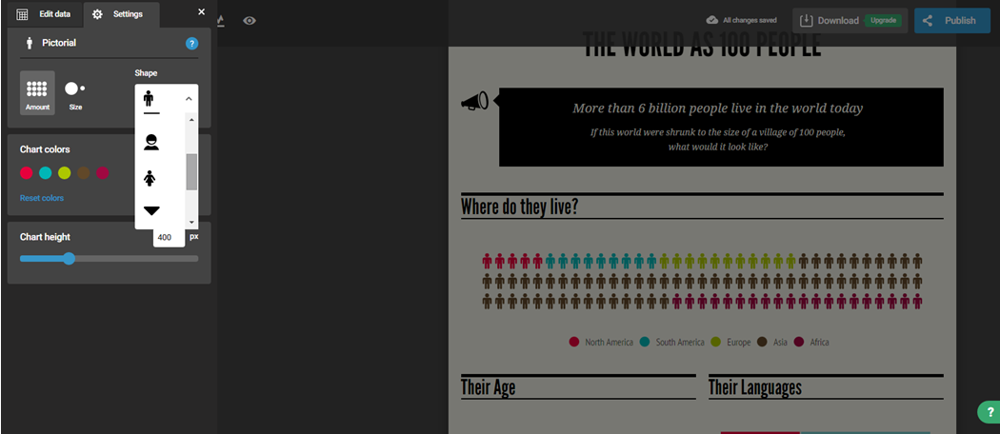 Edit data
Settings
×
All changes saved
Download
Upgrade
Publish
Pictorial
?
Shape
Amount
Size
Chart colors
Reset colors
400
px
Chart height
THE WORLD AS 100 PEOPLE
More than 6 billion people live in the world today
If this world were shrunk to the size of a village of 100 people,
what would it look like?
Where do they live?
North America
South America
Europe
Asia
Africa
Their Age
Their Languages
?